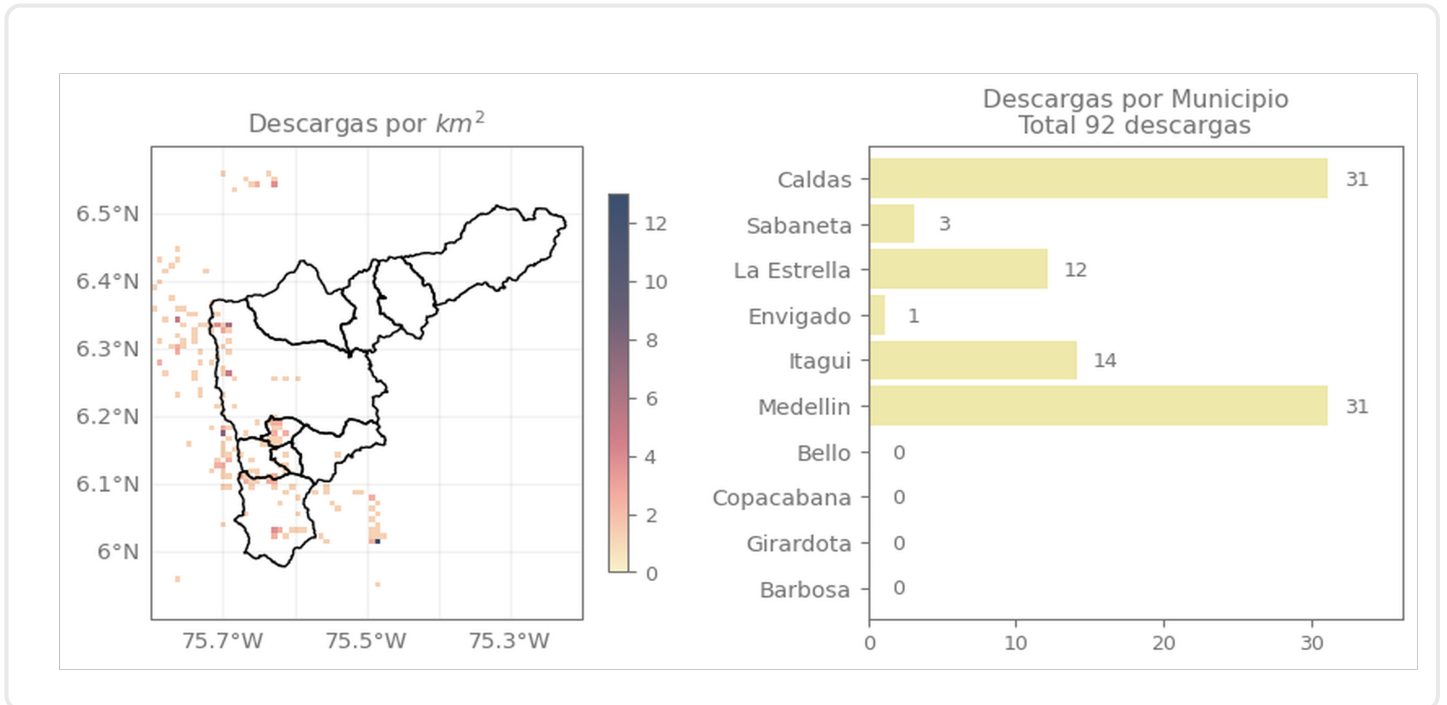 Descargas por km²
6.5°N
6.4°N
6.3°N
6.2°N
6.1°N
6°N
75.7°W 75.5°W 75.3°W
12
10
8
6
4
2
0
Descargas por Municipio
Total 92 descargas
Caldas 31
Sabaneta 3
La Estrella 12
Envigado 1
Itagui 14
Medellin 31
Bello 0
Copacabana 0
Girardota 0
Barbosa 0
0 10 20 30